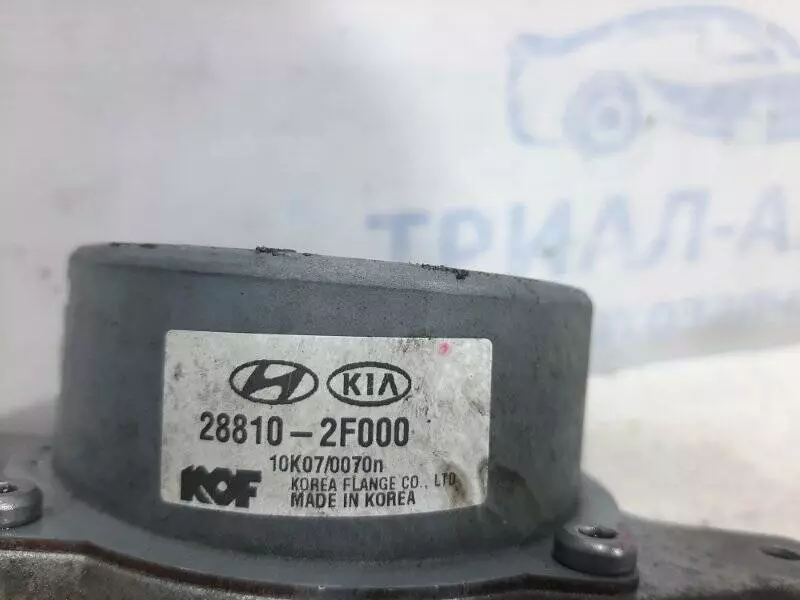 ТРИАЛ-А
KIA
28810-2F000
10K07/0070n
KOF KOREA FLANGE CO., LTD
MADE IN KOREA